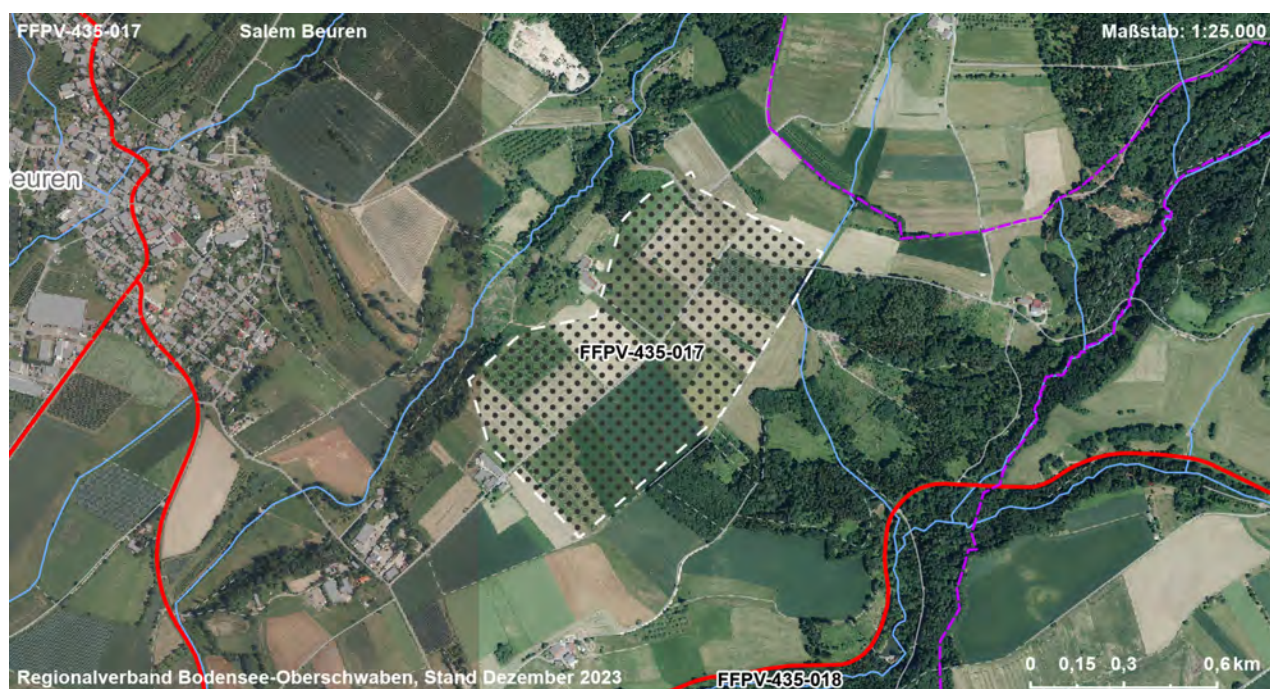 FFPV-435-017 Salem Beuren Maßstab: 1:25.000
euren
FFPV-435-017
Regionalverband Bodensee-Oberschwaben, Stand Dezember 2023
FFPV-435-018
0 0,15 0,3 0,6 km